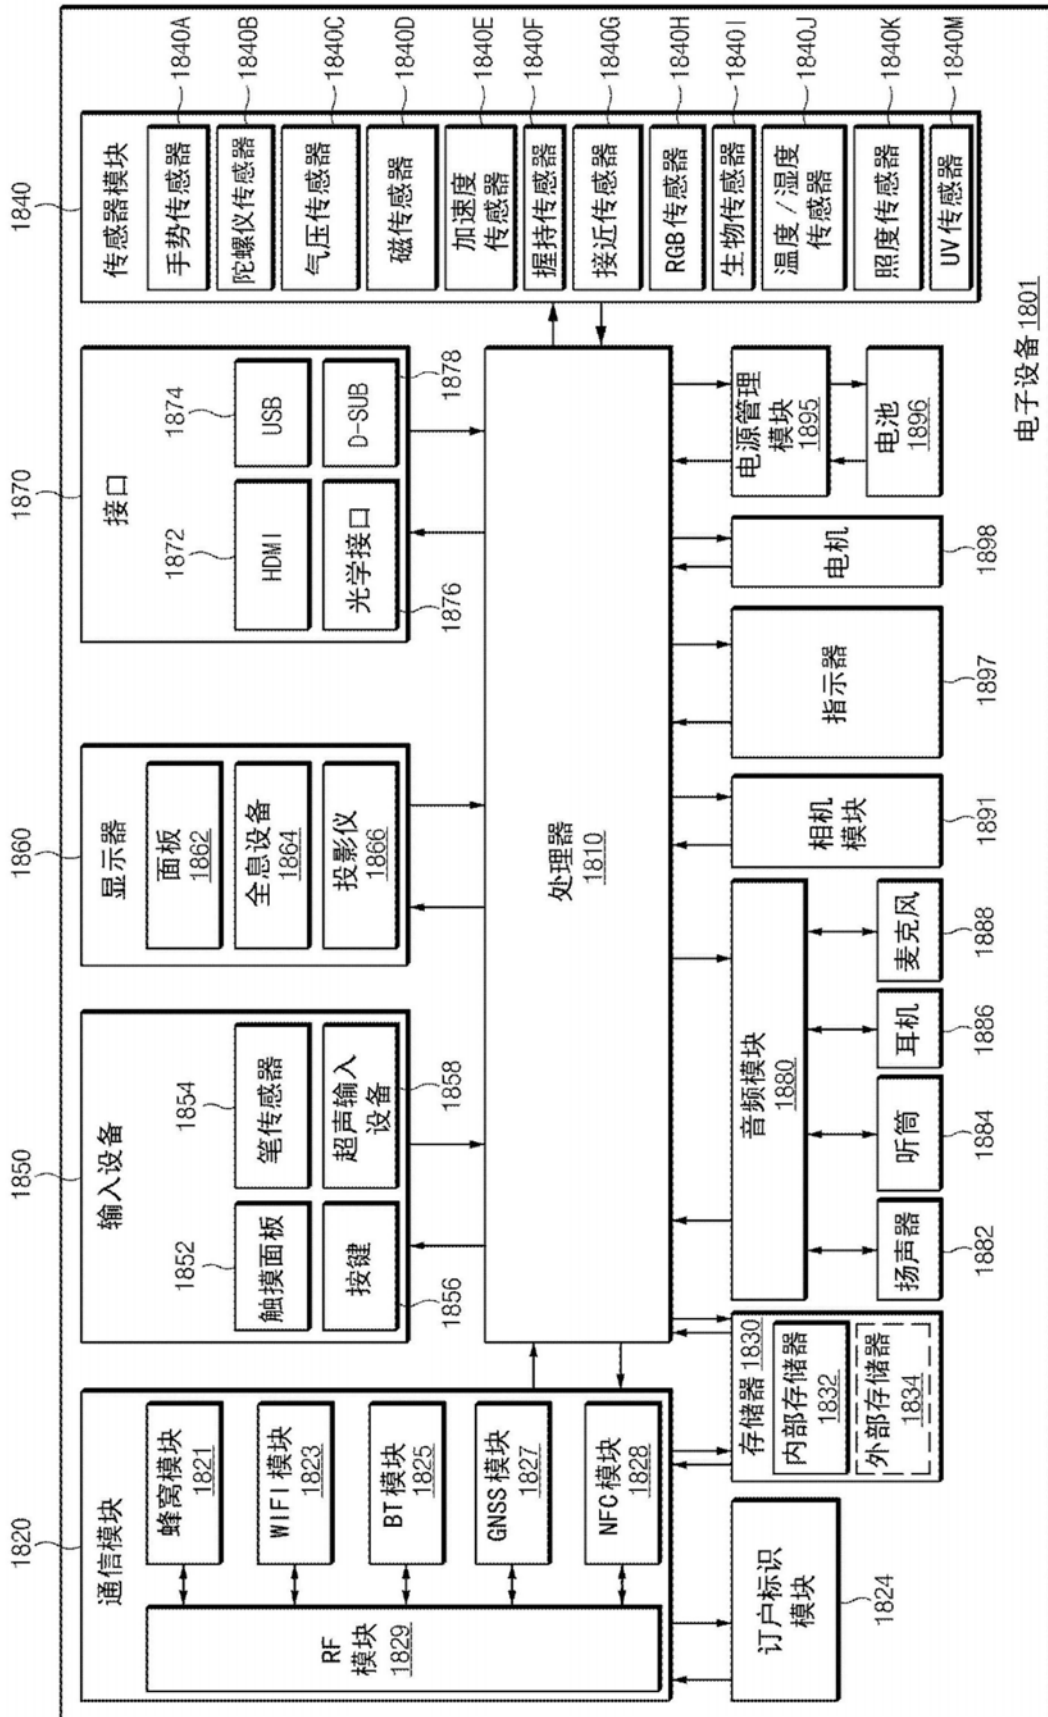 1820
通信模块
RF
模块
1829
蜂窝模块
1821
WIFI模块
1823
BT模块
1825
GNSS模块
1827
NFC模块
1828
订户标识
模块
1824
存储器1830
内部存储器
1832
外部存储器
1834
1850
输入设备
1852
触摸面板
1854
笔传感器
按键
1856
超声输入
设备
1858
1860
显示器
面板
1862
全息设备
1864
投影仪
1866
1870
接口
1872
HDMI
1874
USB
光学接口
1876
D-SUB
1878
处理器
1810
音频模块
1880
扬声器
1882
听筒
1884
耳机
1886
麦克风
1888
相机
模块
1891
指示器
1897
电机
1898
电源管理
模块
1895
电池
1896
1840
传感器模块
手势传感器
1840A
陀螺仪传感器
1840B
气压传感器
1840C
磁传感器
1840D
加速度
传感器
1840E
握持传感器
1840F
接近传感器
1840G
RGB传感器
1840H
生物传感器
1840I
温度/湿度
传感器
1840J
照度传感器
1840K
UV传感器
1840M
电子设备1801